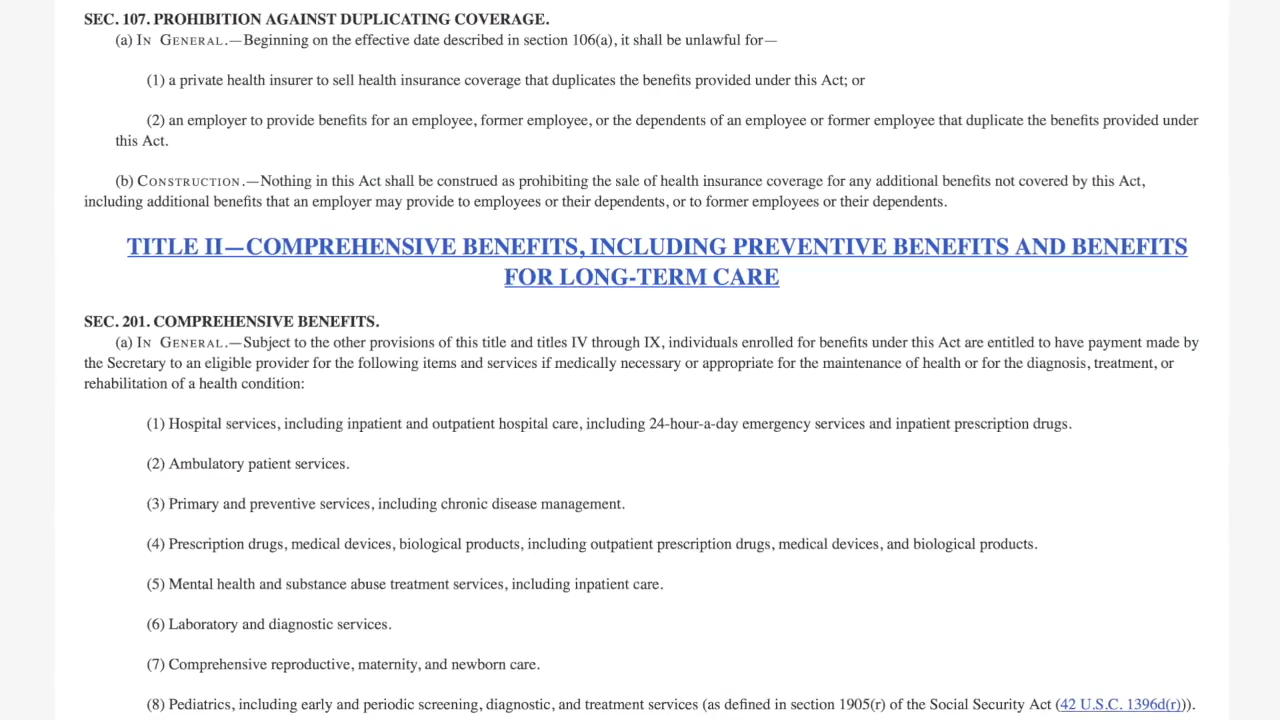 SEC. 107. PROHIBITION AGAINST DUPLICATING COVERAGE.
(a) IN GENERAL.—Beginning on the effective date described in section 106(a), it shall be unlawful for—
(1) a private health insurer to sell health insurance coverage that duplicates the benefits provided under this Act; or
(2) an employer to provide benefits for an employee, former employee, or the dependents of an employee or former employee that duplicate the benefits provided under
this Act.
(b) CONSTRUCTION.—Nothing in this Act shall be construed as prohibiting the sale of health insurance coverage for any additional benefits not covered by this Act,
including additional benefits that an employer may provide to employees or their dependents, or to former employees or their dependents.
TITLE II—COMPREHENSIVE BENEFITS, INCLUDING PREVENTIVE BENEFITS AND BENEFITS
FOR LONG-TERM CARE
SEC. 201. COMPREHENSIVE BENEFITS.
(a) IN GENERAL.—Subject to the other provisions of this title and titles IV through IX, individuals enrolled for benefits under this Act are entitled to have payment made by
the Secretary to an eligible provider for the following items and services if medically necessary or appropriate for the maintenance of health or for the diagnosis, treatment, or
rehabilitation of a health condition:
(1) Hospital services, including inpatient and outpatient hospital care, including 24-hour-a-day emergency services and inpatient prescription drugs.
(2) Ambulatory patient services.
(3) Primary and preventive services, including chronic disease management.
(4) Prescription drugs, medical devices, biological products, including outpatient prescription drugs, medical devices, and biological products.
(5) Mental health and substance abuse treatment services, including inpatient care.
(6) Laboratory and diagnostic services.
(7) Comprehensive reproductive, maternity, and newborn care.
(8) Pediatrics, including early and periodic screening, diagnostic, and treatment services (as defined in section 1905(r) of the Social Security Act (42 U.S.C. 1396d(r))).